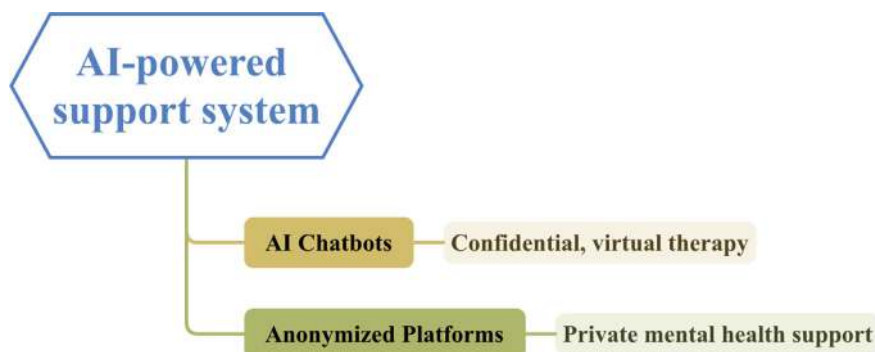 AI-powered
support system
AI Chatbots
Confidential, virtual therapy
Anonymized Platforms
Private mental health support